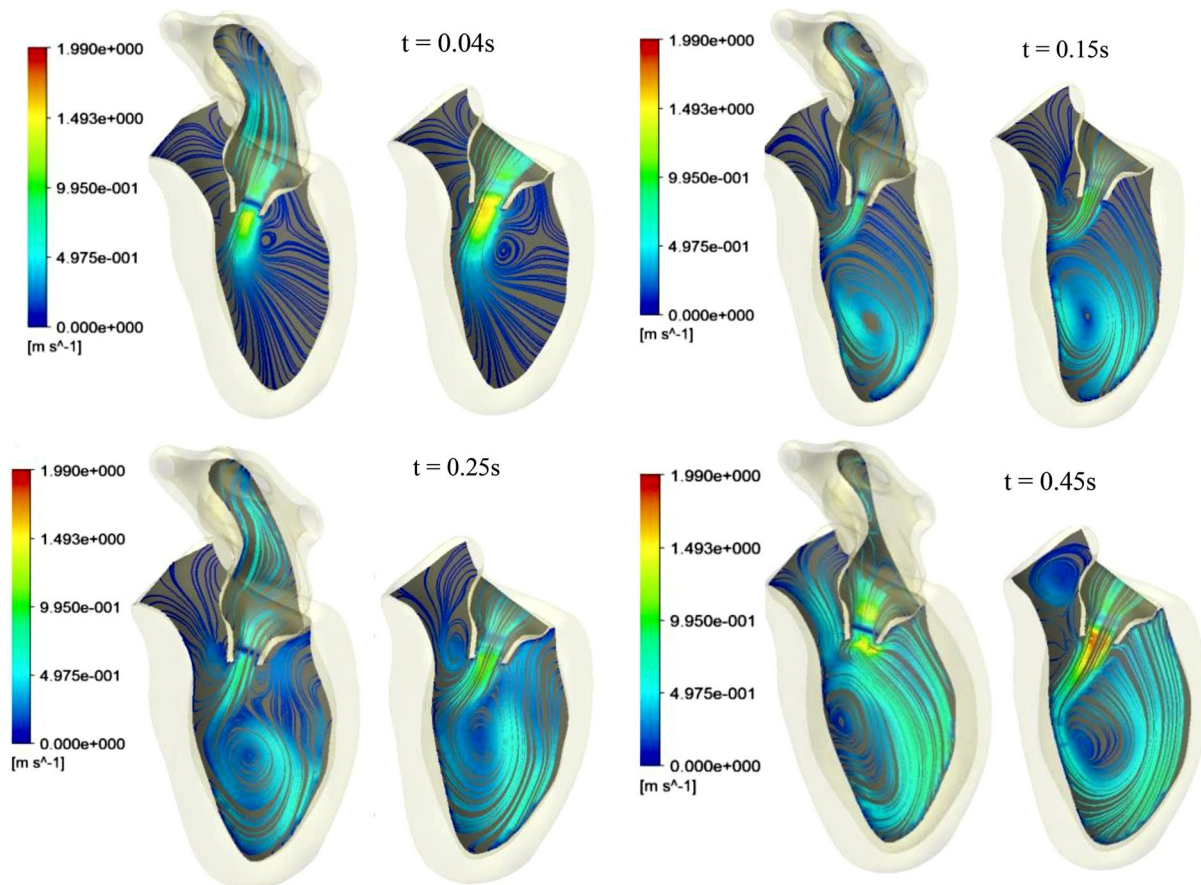 t = 0.04s
1.990e+000
1.493e+000
9.950e-001
4.975e-001
0.000e+000
[m s^-1]
t = 0.15s
1.990e+000
1.493e+000
9.950e-001
4.975e-001
0.000e+000
[m s^-1]
t = 0.25s
1.990e+000
1.493e+000
9.950e-001
4.975e-001
0.000e+000
[m s^-1]
t = 0.45s
1.990e+000
1.493e+000
9.950e-001
4.975e-001
0.000e+000
[m s^-1]